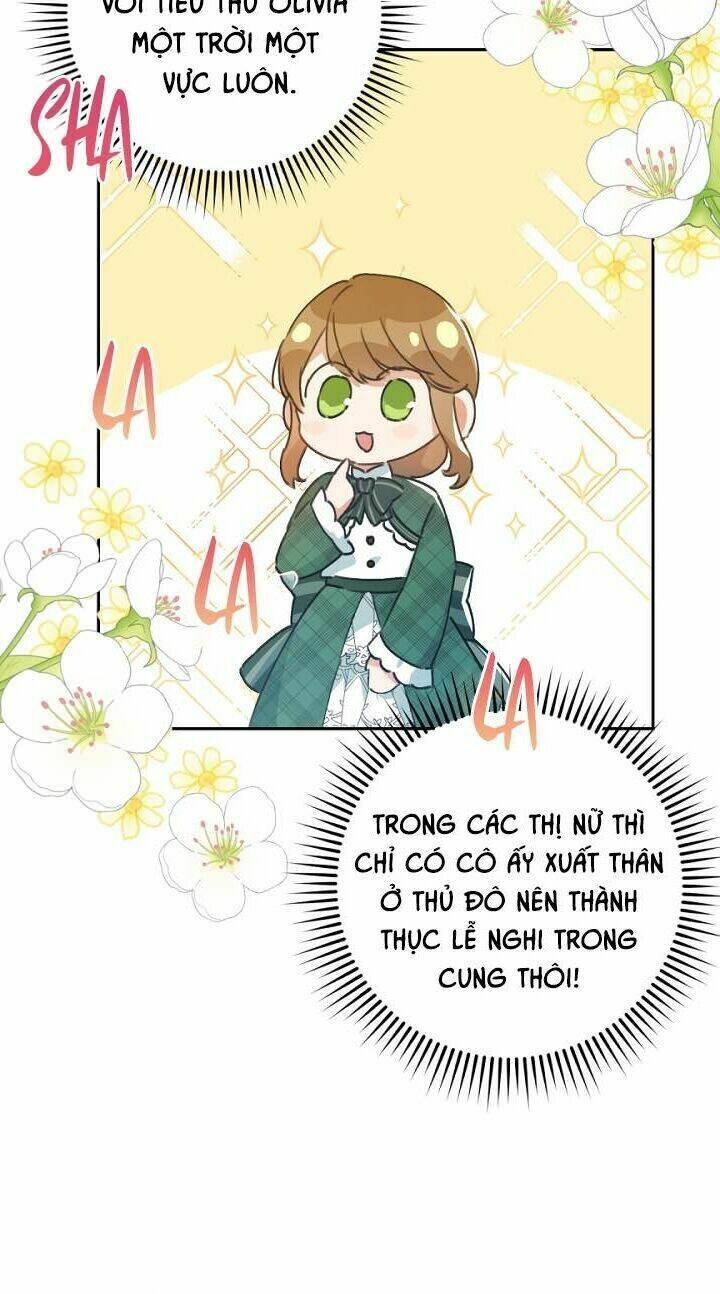 VỚI TIỂU THƯ OLIVIA
MỘT TRỜI MỘT
VỰC LUÔN.
SHA
LA
LA
LA
TRONG CÁC THỊ NỮ THÌ
CHỈ CÓ CÔ ẤY XUẤT THÂN
Ở THỦ ĐÔ NÊN THÀNH
THỤC LỄ NGHI TRONG
CUNG THÔI!